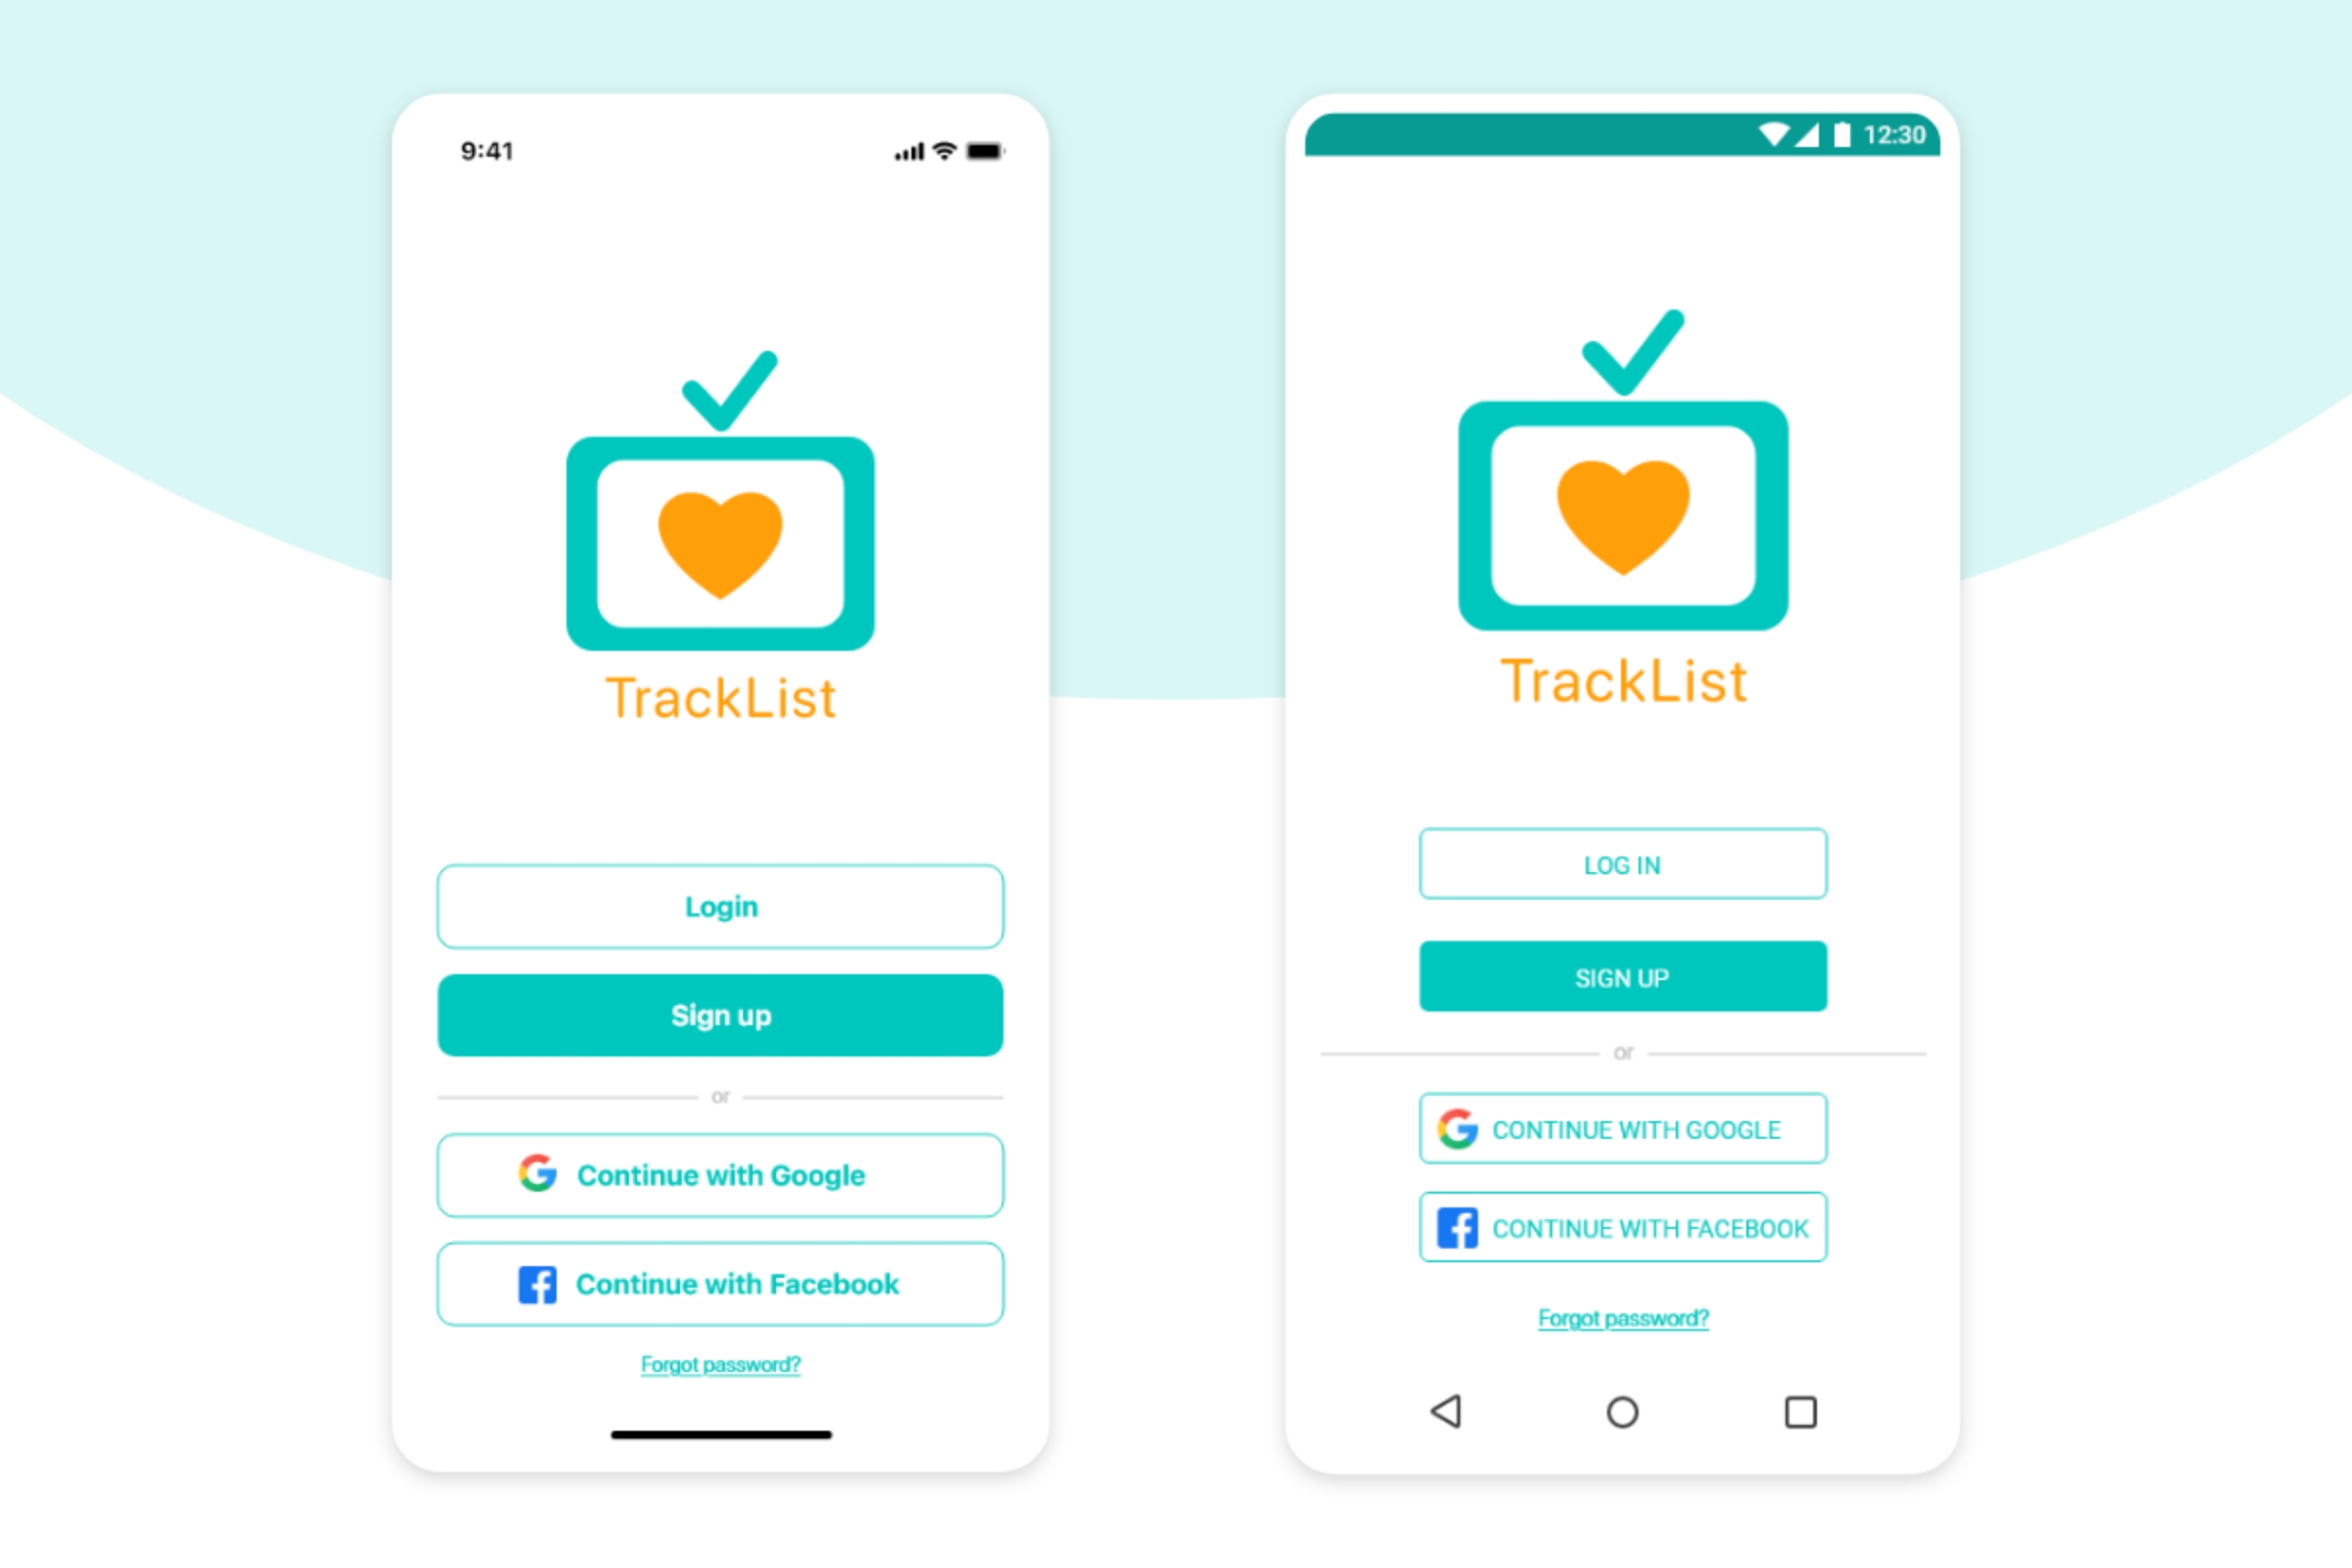 9:41
TrackList
Login
Sign up
or
Continue with Google
Continue with Facebook
Forgot password?
12:30
TrackList
LOG IN
SIGN UP
or
CONTINUE WITH GOOGLE
CONTINUE WITH FACEBOOK
Forgot password?